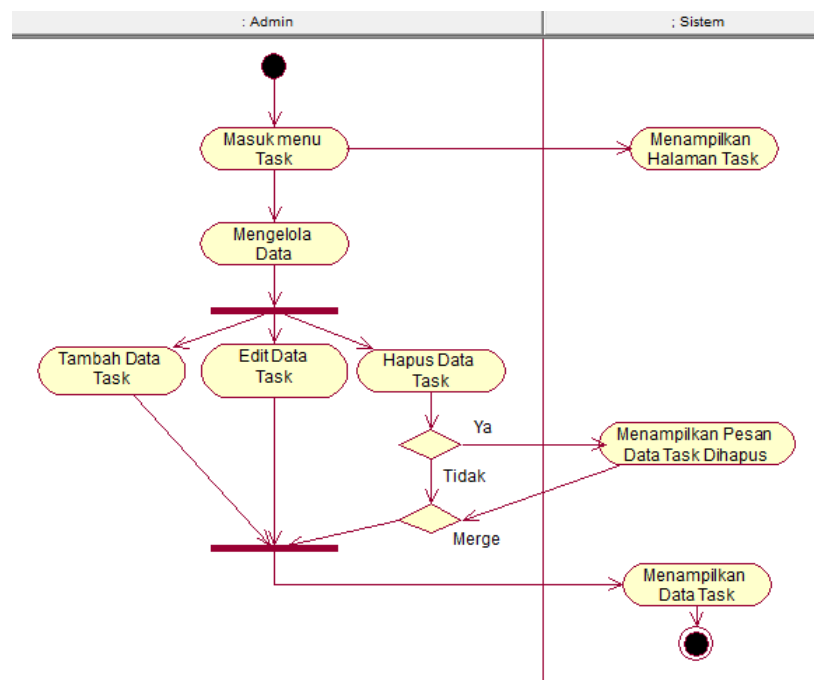 : Admin
; Sistem
Masuk menu
Task
Menampilkan
Halaman Task
Mengelola
Data
Tambah Data
Task
Edit Data
Task
Hapus Data
Task
Ya
Menampilkan Pesan
Data Task Dihapus
Tidak
Merge
Menampilkan
Data Task